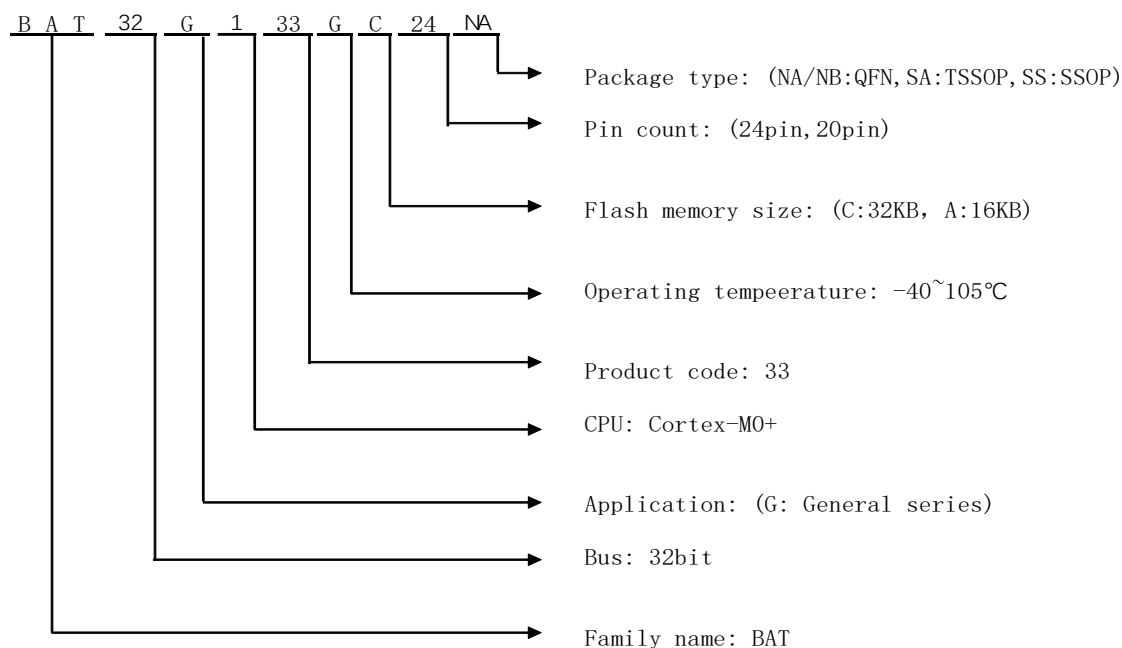 BAT 32 G 1 33 G C 24 NA
Package type: (NA/NB:QFN,SA:TSSOP,SS:SSOP)
Pin count: (24pin,20pin)
Flash memory size: (C:32KB, A:16KB)
Operating tempeerature: -40~105℃
Product code: 33
CPU: Cortex-M0+
Application: (G: General series)
Bus: 32bit
Family name: BAT